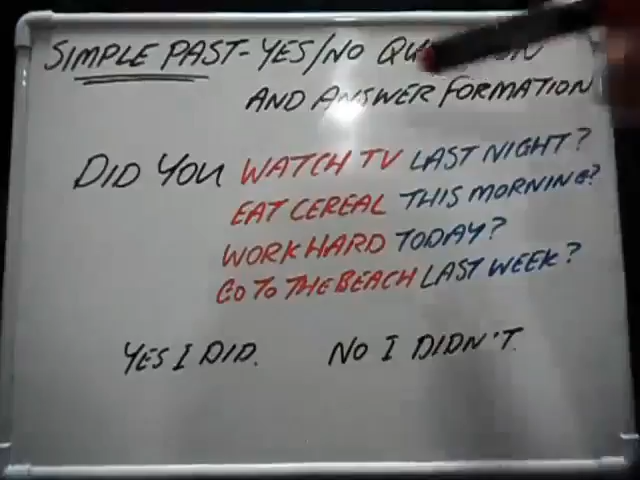 SIMPLE PAST-YES/NO
AND ANSWER FORMATION
DID YOU WATCH TV LAST NIGHT?
EAT CEREAL THIS MORNING?
WORK HARD TODAY?
GO TO THE BEACH LAST WEEK?
YES I DID. NO I DIDN'T.